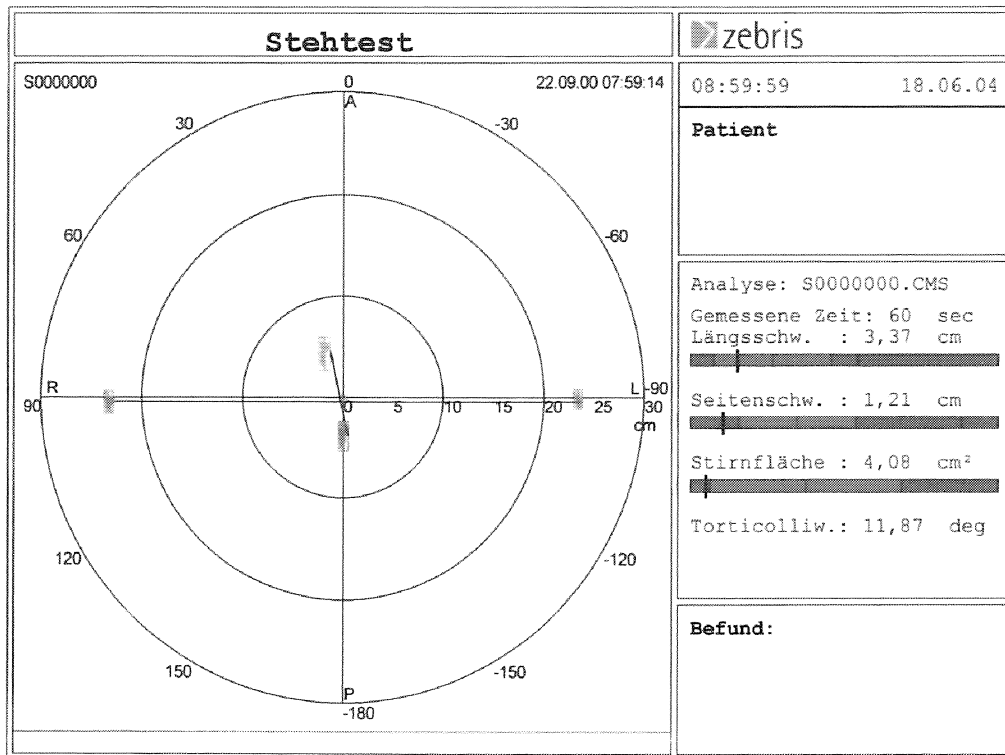 Stehtest
zebris
S0000000 0 22.09.00 07:59:14
A
30 -30
60 -60
R L -90
90 0 5 10 15 20 25 30
cm
120 -120
150 -150
P
-180
08:59:59 18.06.04
Patient
Analyse: S0000000.CMS
Gemessene Zeit: 60 sec
Längsschw. : 3,37 cm
Seitenschw. : 1,21 cm
Stirnfläche : 4,08 cm²
Torticolliw.: 11,87 deg
Befund: